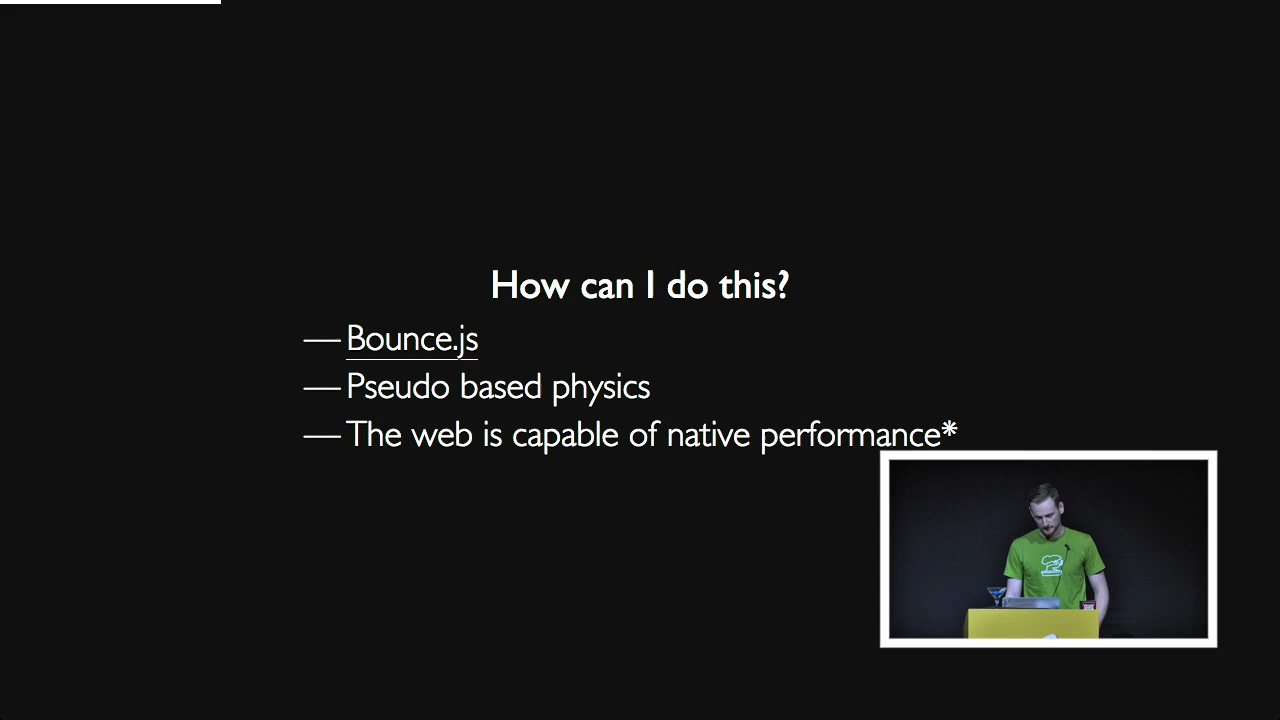 How can I do this?
— Bounce.js
— Pseudo based physics
— The web is capable of native performance*